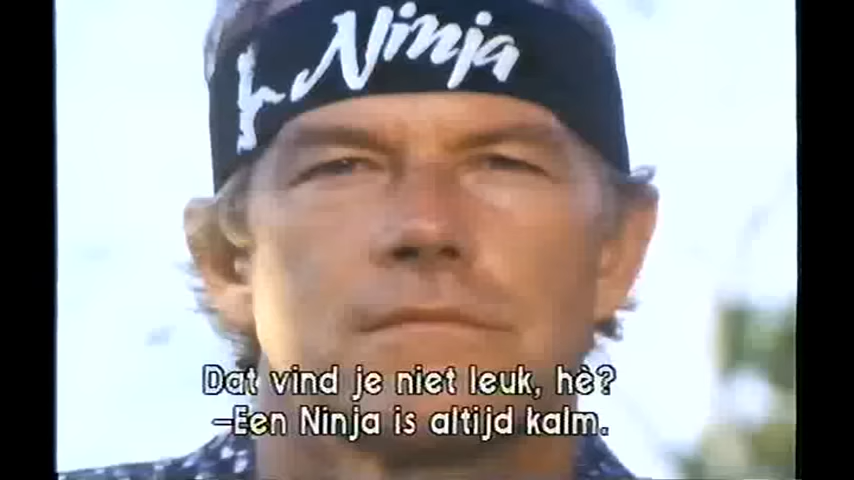 Ninja
Dat vind je niet leuk, hè?
-Een Ninja is altijd kalm.